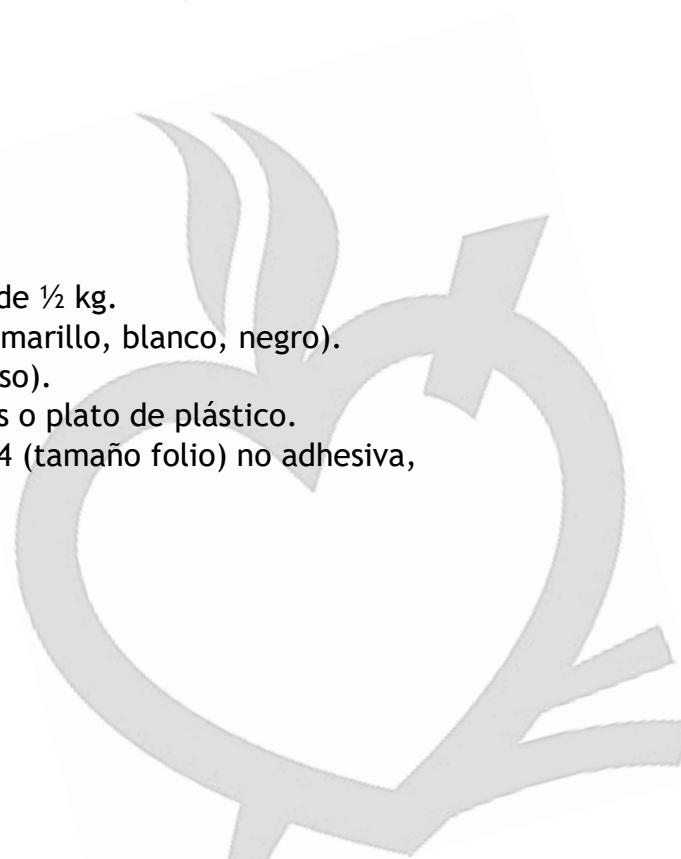 de ½ kg.
marillo, blanco, negro).
so).
s o plato de plástico.
4 (tamaño folio) no adhesiva,